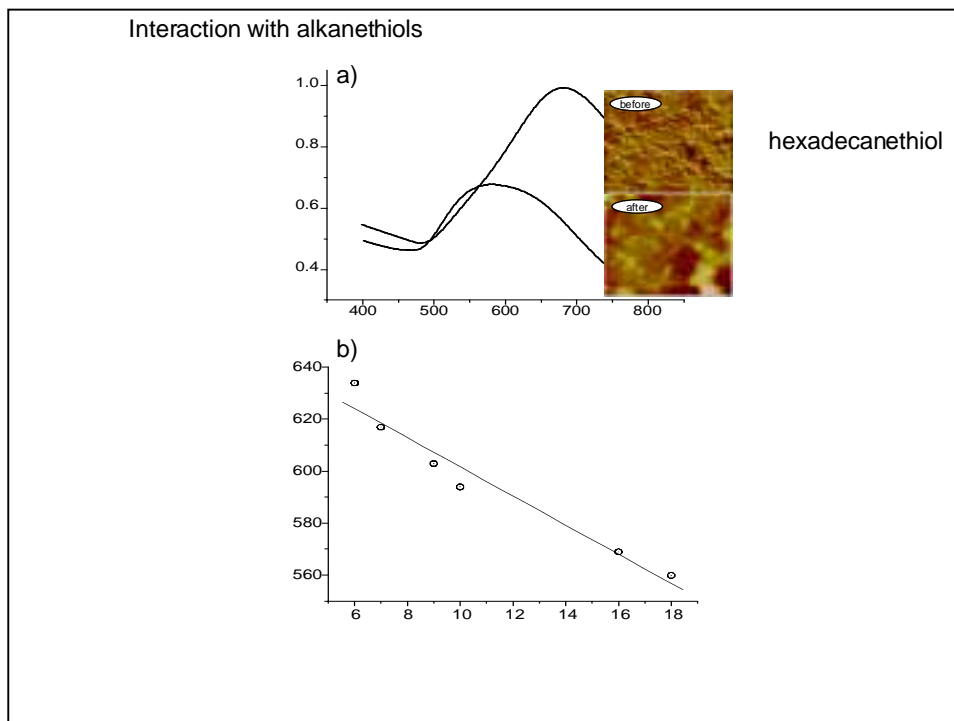 Interaction with alkanethiols
a)
1.0
0.8
0.6
0.4
400 500 600 700 800
before
after
hexadecanethiol
b)
640
620
600
580
560
6 8 10 12 14 16 18